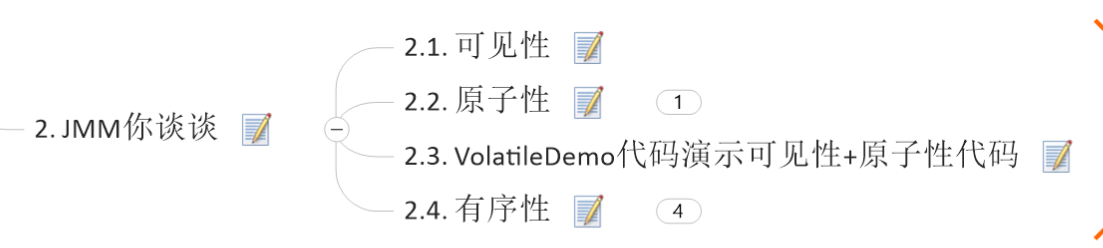 2.1. 可见性
2.2. 原子性 1
2. JMM你谈谈
2.3. VolatileDemo代码演示可见性+原子性代码
2.4. 有序性 4